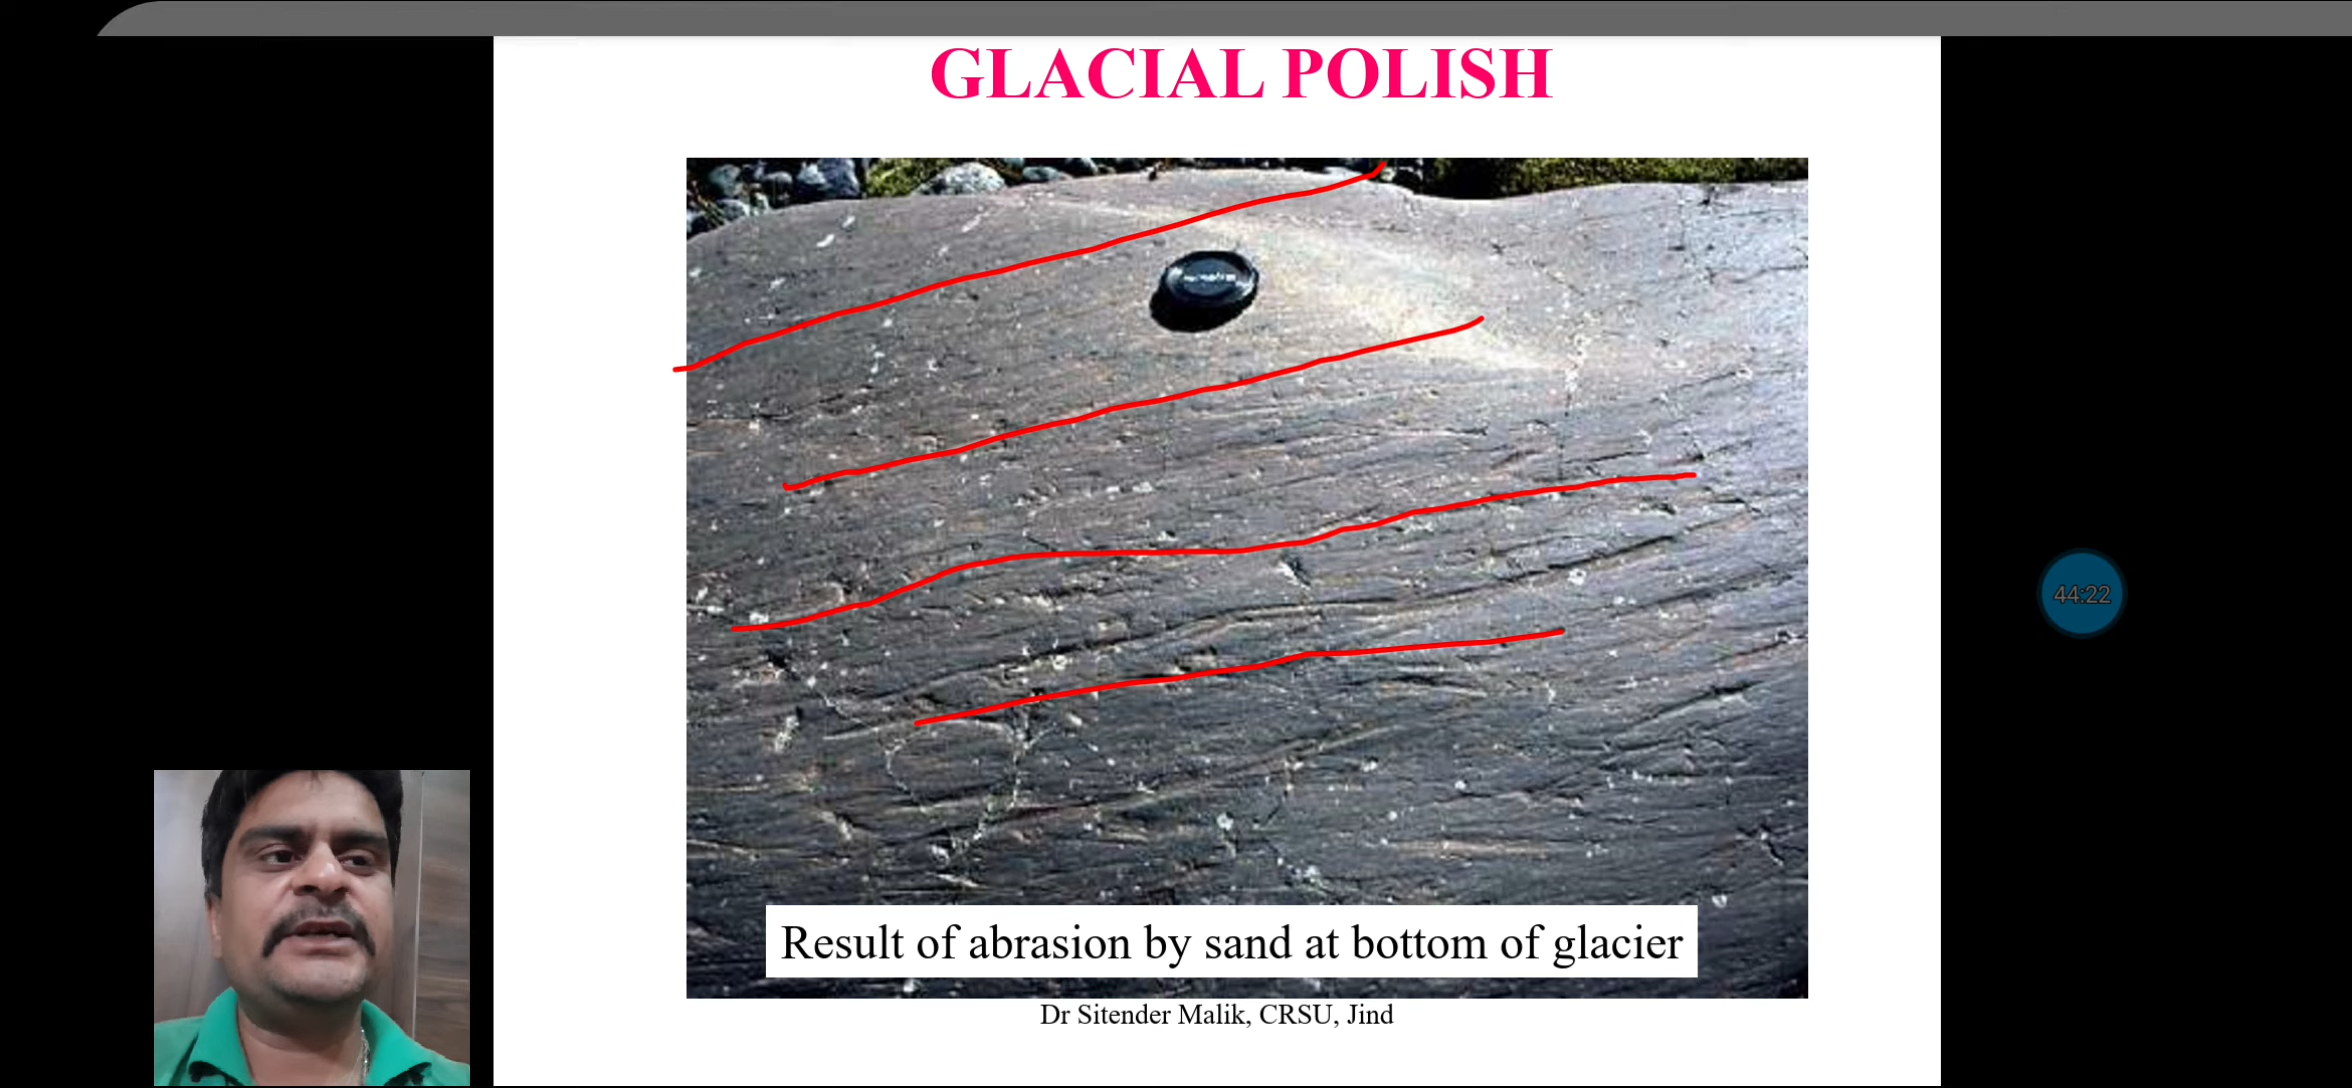 GLACIAL POLISH
44:22
Result of abrasion by sand at bottom of glacier
Dr Sitender Malik, CRSU, Jind